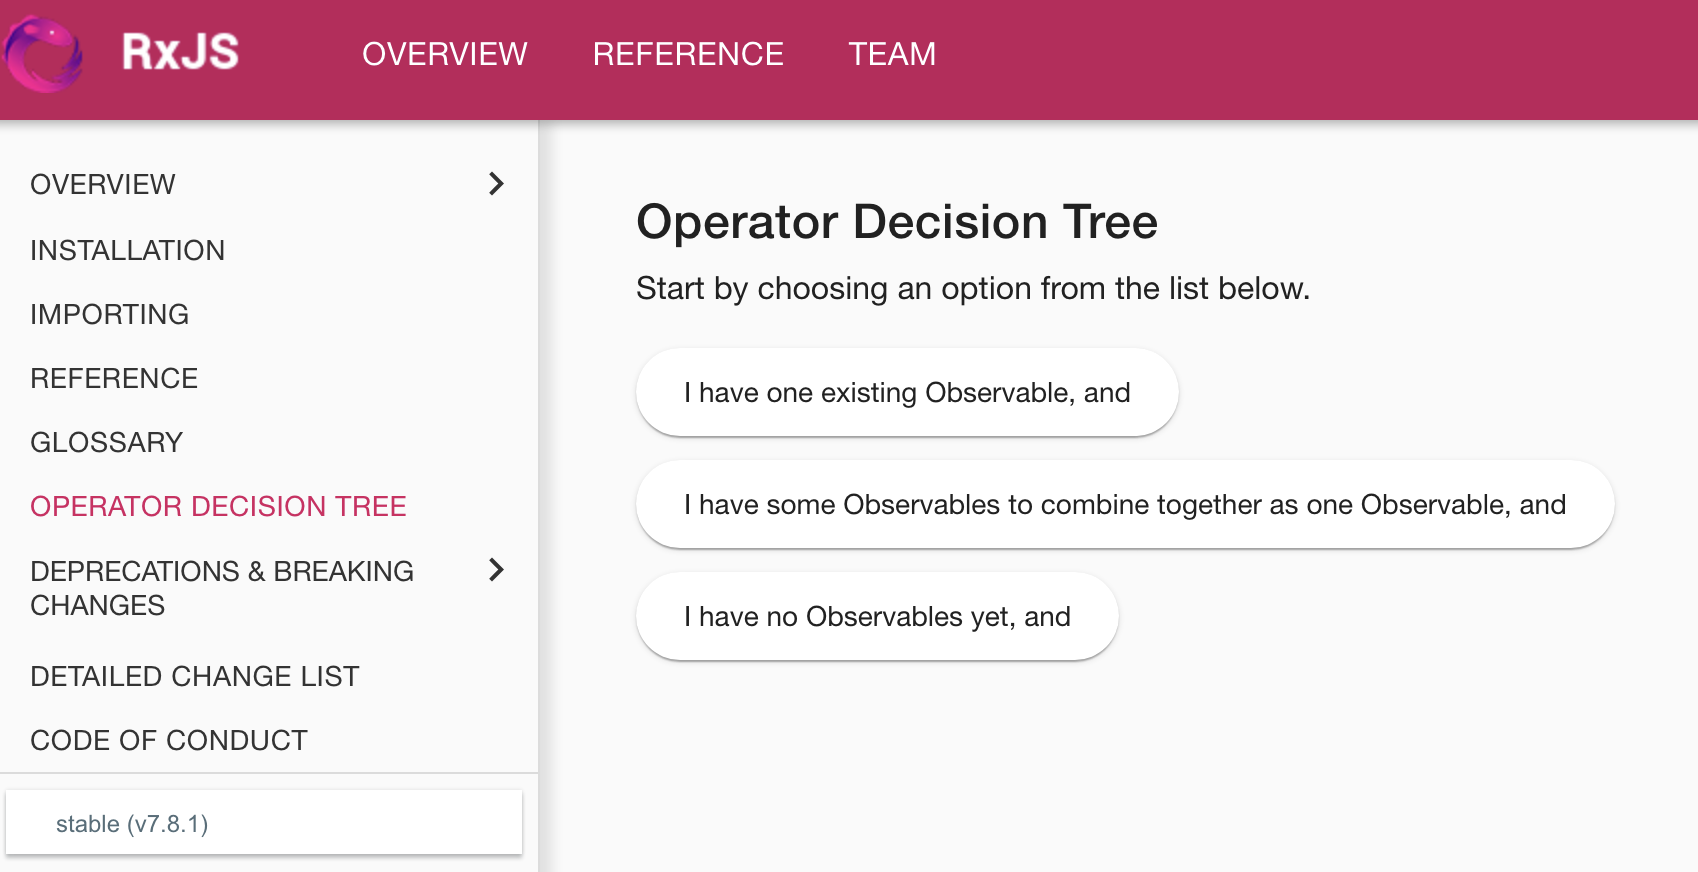 RxJS
OVERVIEW
REFERENCE
TEAM
OVERVIEW
INSTALLATION
IMPORTING
REFERENCE
GLOSSARY
OPERATOR DECISION TREE
DEPRECATIONS & BREAKING
CHANGES
DETAILED CHANGE LIST
CODE OF CONDUCT
stable (v7.8.1)
Operator Decision Tree
Start by choosing an option from the list below.
I have one existing Observable, and
I have some Observables to combine together as one Observable, and
I have no Observables yet, and